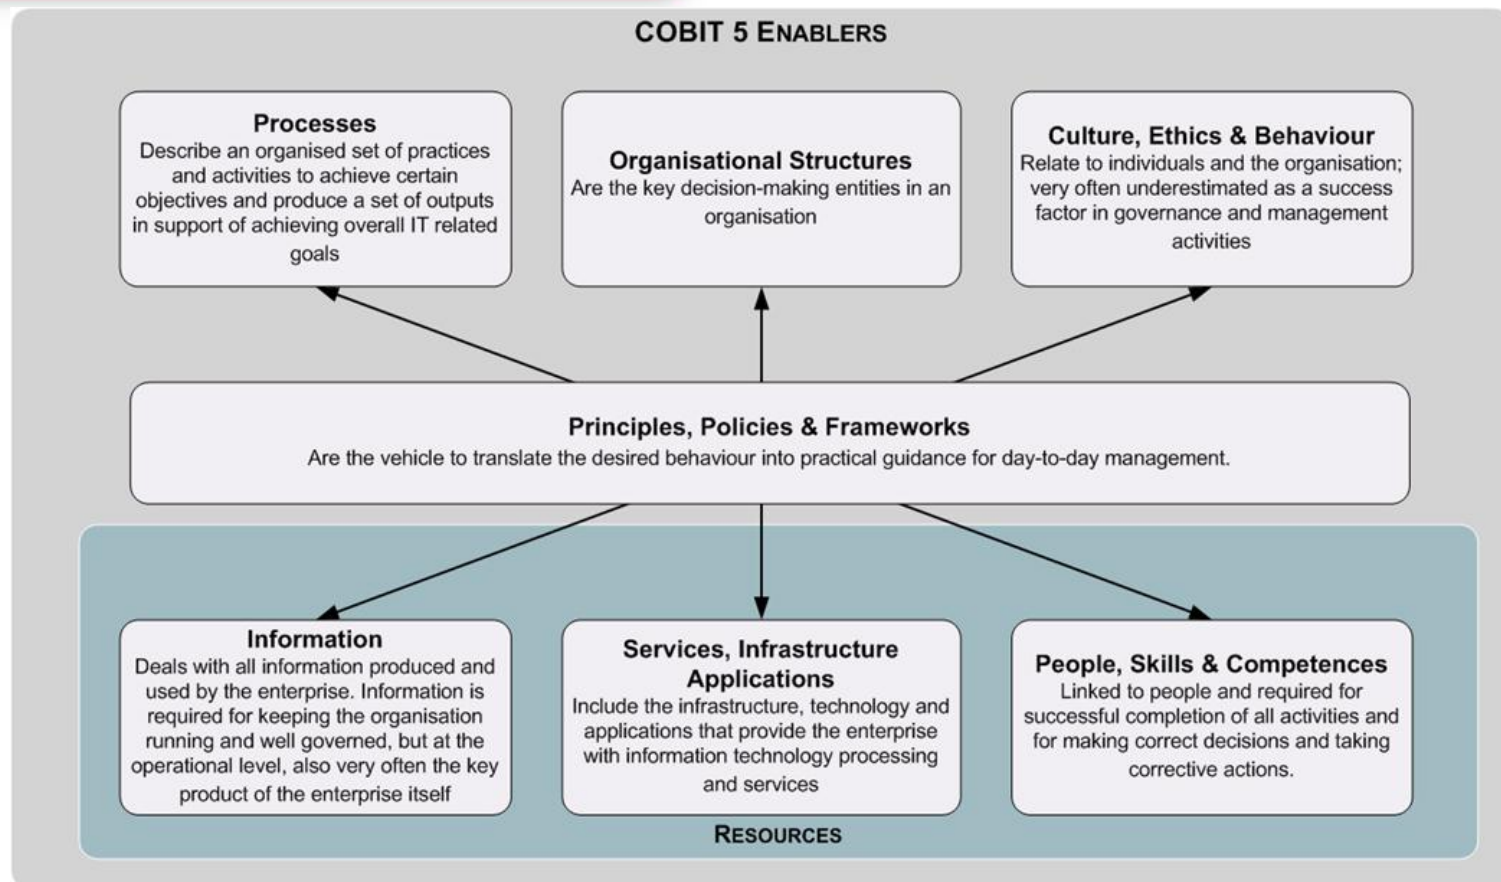 COBIT 5 ENABLERS
Processes
Describe an organised set of practices
and activities to achieve certain
objectives and produce a set of outputs
in support of achieving overall IT related
goals
Organisational Structures
Are the key decision-making entities in an
organisation
Culture, Ethics & Behaviour
Relate to individuals and the organisation;
very often underestimated as a success
factor in governance and management
activities
Principles, Policies & Frameworks
Are the vehicle to translate the desired behaviour into practical guidance for day-to-day management.
Information
Deals with all information produced and
used by the enterprise. Information is
required for keeping the organisation
running and well governed, but at the
operational level, also very often the key
product of the enterprise itself
Services, Infrastructure
Applications
Include the infrastructure, technology and
applications that provide the enterprise
with information technology processing
and services
People, Skills & Competences
Linked to people and required for
successful completion of all activities and
for making correct decisions and taking
corrective actions.
RESOURCES